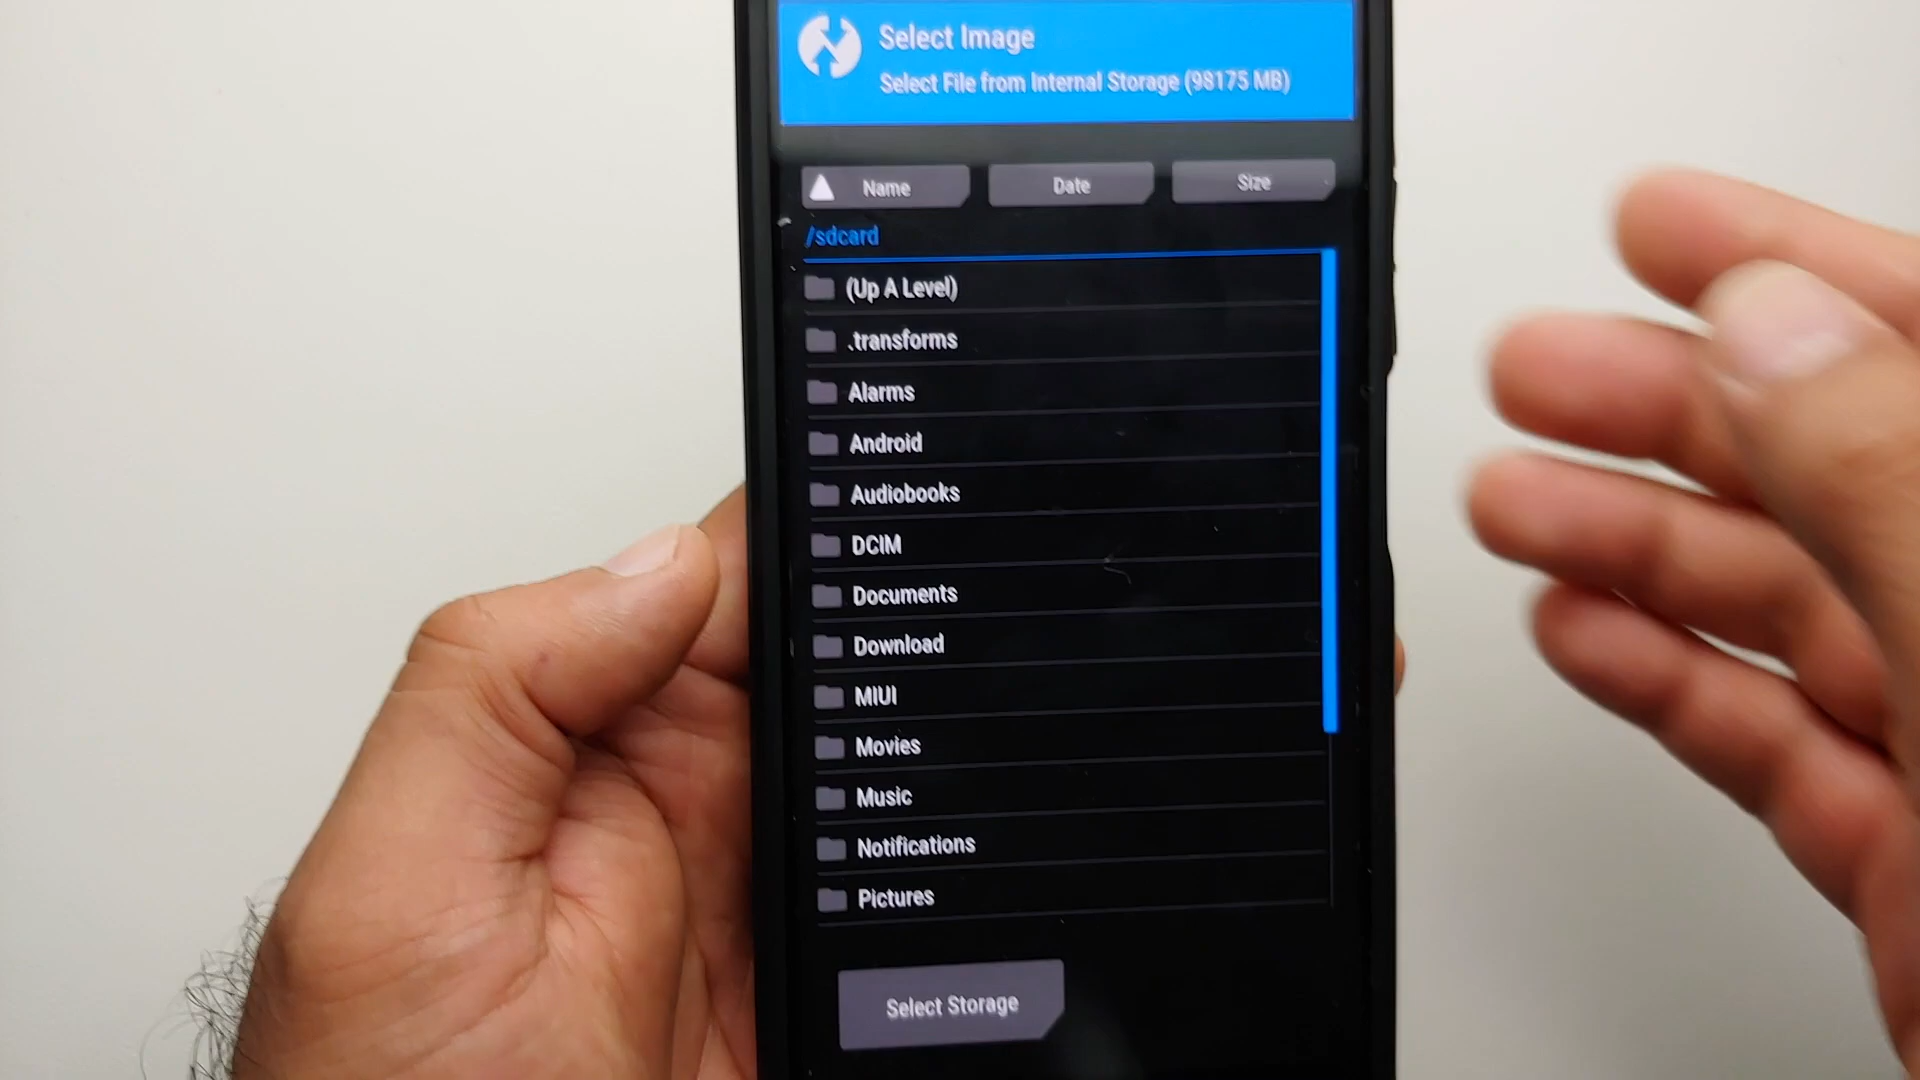 Select Image
Select File from Internal Storage (98175 MB)
Name Date Size
/sdcard
(Up A Level)
.transforms
Alarms
Android
Audiobooks
DCIM
Documents
Download
MIUI
Movies
Music
Notifications
Pictures
Select Storage